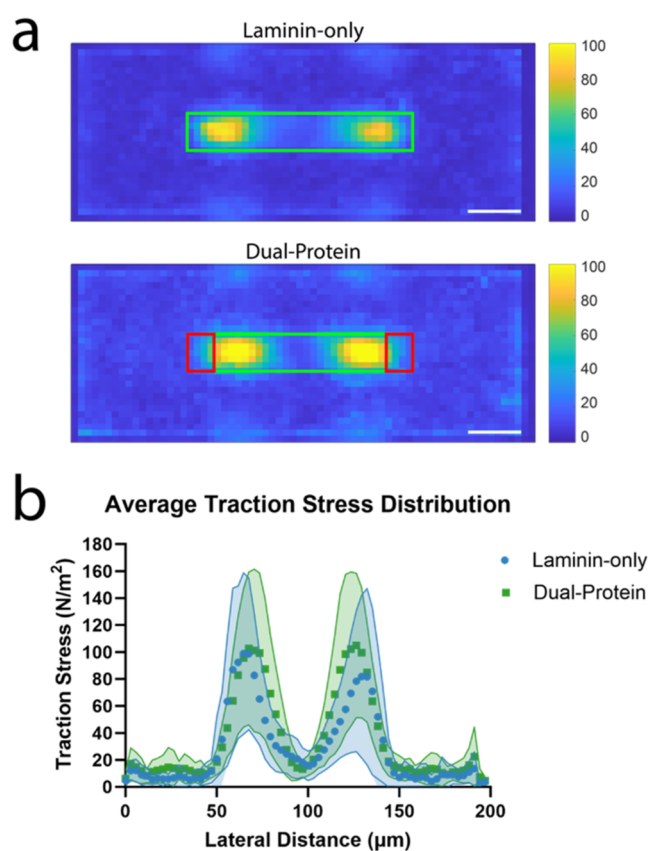 a
Laminin-only
100
80
60
40
20
0
Dual-Protein
100
80
60
40
20
0
b
Average Traction Stress Distribution
Traction Stress (N/m²)
180
160
140
120
100
80
60
40
20
0
0 50 100 150 200
Lateral Distance (µm)
Laminin-only
Dual-Protein